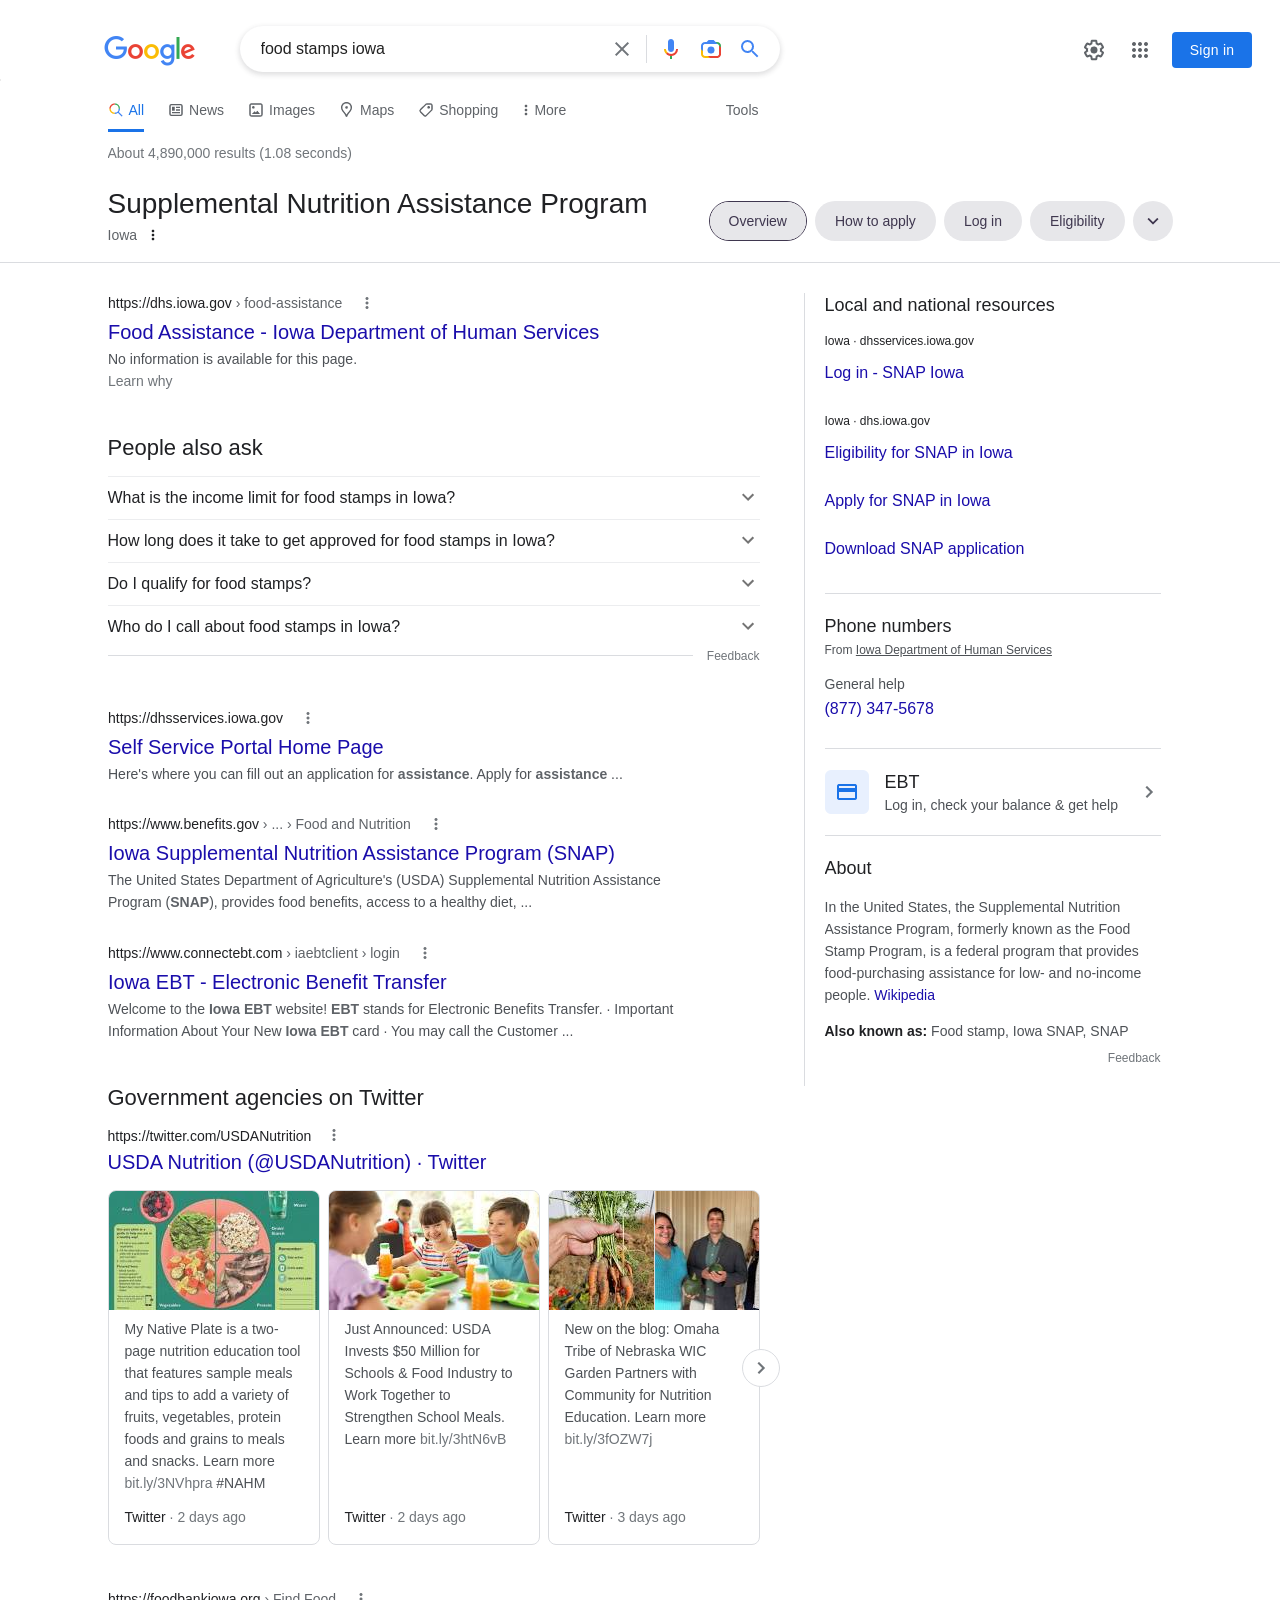 Google
food stamps iowa
Sign in
All
News
Images
Maps
Shopping
More
Tools
About 4,890,000 results (1.08 seconds)
Supplemental Nutrition Assistance Program
Iowa
Overview
How to apply
Log in
Eligibility
https://dhs.iowa.gov › food-assistance
Food Assistance - Iowa Department of Human Services
No information is available for this page.
Learn why
People also ask
What is the income limit for food stamps in Iowa?
How long does it take to get approved for food stamps in Iowa?
Do I qualify for food stamps?
Who do I call about food stamps in Iowa?
Feedback
https://dhsservices.iowa.gov
Self Service Portal Home Page
Here's where you can fill out an application for assistance. Apply for assistance ...
https://www.benefits.gov › ... › Food and Nutrition
Iowa Supplemental Nutrition Assistance Program (SNAP)
The United States Department of Agriculture's (USDA) Supplemental Nutrition Assistance
Program (SNAP), provides food benefits, access to a healthy diet, ...
https://www.connectebt.com › iaebtclient › login
Iowa EBT - Electronic Benefit Transfer
Welcome to the Iowa EBT website! EBT stands for Electronic Benefits Transfer. · Important
Information About Your New Iowa EBT card · You may call the Customer ...
Government agencies on Twitter
https://twitter.com/USDANutrition
USDA Nutrition (@USDANutrition) · Twitter
Water
Vegetables
Protein
My Native Plate is a two-
page nutrition education tool
that features sample meals
and tips to add a variety of
fruits, vegetables, protein
foods and grains to meals
and snacks. Learn more
bit.ly/3NVhpra #NAHM
Twitter · 2 days ago
Just Announced: USDA
Invests $50 Million for
Schools & Food Industry to
Work Together to
Strengthen School Meals.
Learn more bit.ly/3htN6vB
Twitter · 2 days ago
New on the blog: Omaha
Tribe of Nebraska WIC
Garden Partners with
Community for Nutrition
Education. Learn more
bit.ly/3fOZW7j
Twitter · 3 days ago
https://foodbankiowa.org › Find Food
Local and national resources
Iowa · dhsservices.iowa.gov
Log in - SNAP Iowa
Iowa · dhs.iowa.gov
Eligibility for SNAP in Iowa
Apply for SNAP in Iowa
Download SNAP application
Phone numbers
From Iowa Department of Human Services
General help
(877) 347-5678
EBT
Log in, check your balance & get help
About
In the United States, the Supplemental Nutrition
Assistance Program, formerly known as the Food
Stamp Program, is a federal program that provides
food-purchasing assistance for low- and no-income
people. Wikipedia
Also known as: Food stamp, Iowa SNAP, SNAP
Feedback